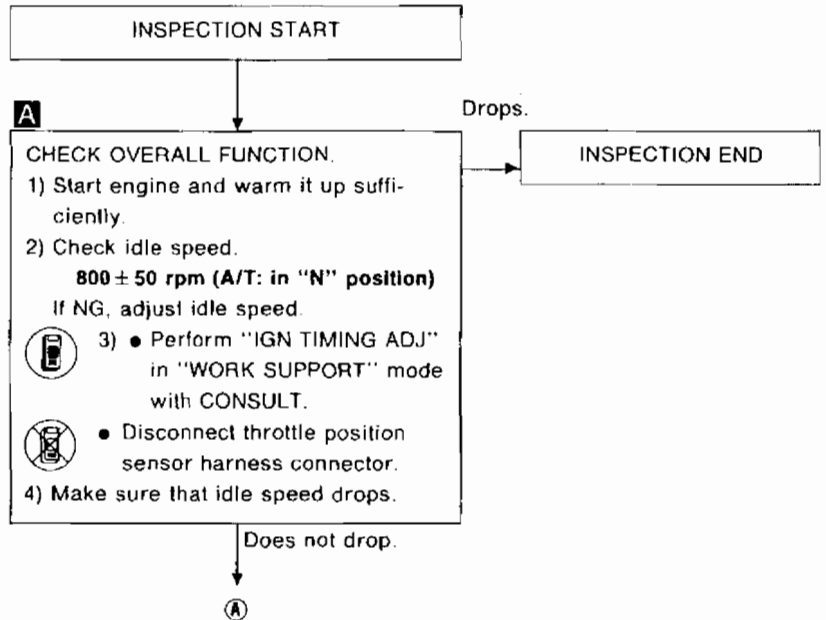 INSPECTION START
A
Drops.
CHECK OVERALL FUNCTION.
INSPECTION END
1) Start engine and warm it up suffi-
ciently.
2) Check idle speed.
800 ± 50 rpm (A/T: in “N” position)
If NG, adjust idle speed.
3) ● Perform “IGN TIMING ADJ”
in “WORK SUPPORT” mode
with CONSULT.
● Disconnect throttle position
sensor harness connector.
4) Make sure that idle speed drops.
Does not drop.
Ⓐ